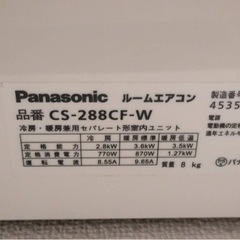 Panasonic ルームエアコン
品番 CS-288CF-W
冷房・暖房兼用セパレート形室内ユニット
冷房 暖房標準 暖房低温
定格能力 2.8kW 3.6kW 3.5kW
定格消費電力 770W 870W 1.27kW
運転電流 8.55A 9.65A
質量 8 kg
製造番号
4535
電源
電動機の定格
通年エネルギ